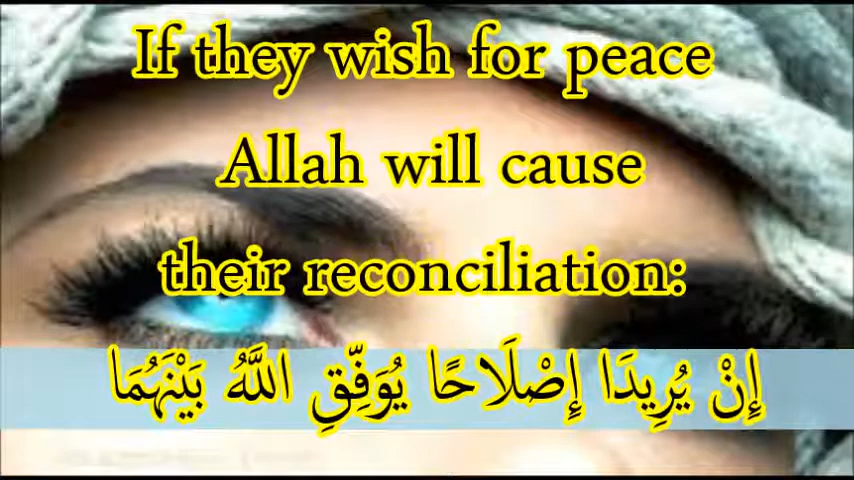 If they wish for peace
Allah will cause
their reconciliation:
إِنْ يُرِيدَا إِصْلَاحًا يُوَفِّقِ اللَّهُ بَيْنَهُمَا